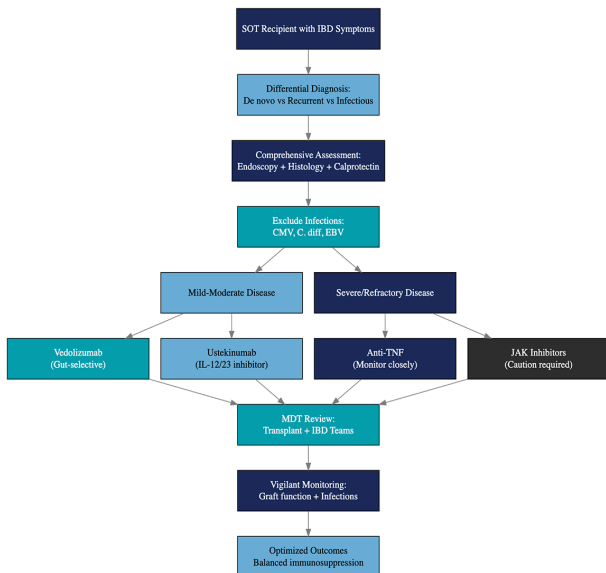 SOT Recipient with IBD Symptoms
Differential Diagnosis:
De novo vs Recurrent vs Infectious
Comprehensive Assessment:
Endoscopy + Histology + Calprotectin
Exclude Infections:
CMV, C. diff, EBV
Mild-Moderate Disease
Severe/Refractory Disease
Vedolizumab
(Gut-selective)
Ustekinumab
(IL-12/23 inhibitor)
Anti-TNF
(Monitor closely)
JAK Inhibitors
(Caution required)
MDT Review:
Transplant + IBD Teams
Vigilant Monitoring:
Graft function + Infections
Optimized Outcomes
Balanced immunosuppression